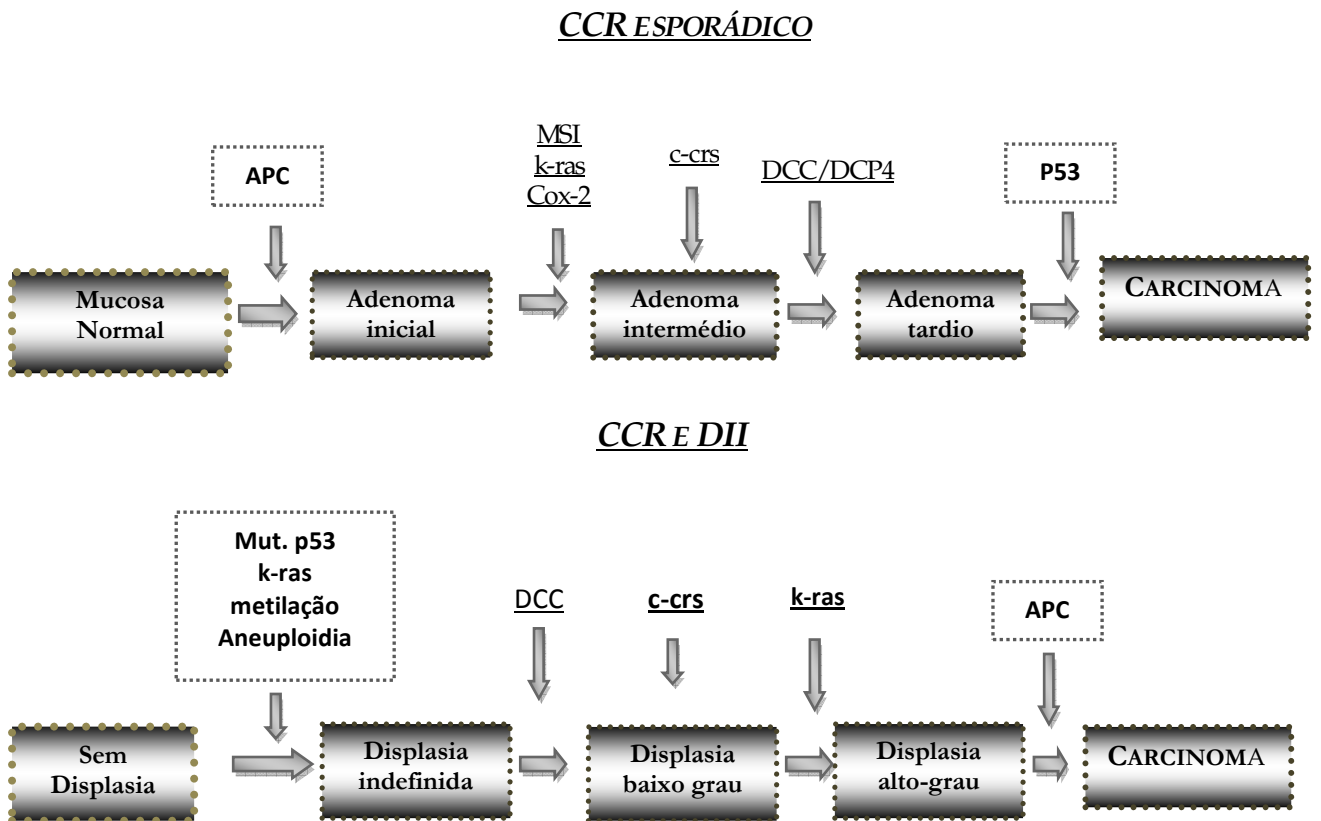 CCR ESPORÁDICO
APC
MSI
k-ras
Cox-2
c-crs
DCC/DCP4
P53
Mucosa
Normal
Adenoma
inicial
Adenoma
intermédio
Adenoma
tardio
CARCINOMA
CCR E DII
Mut. p53
k-ras
metilação
Aneuploidia
DCC
c-crs
k-ras
APC
Sem
Displasia
Displasia
indefinida
Displasia
baixo grau
Displasia
alto-grau
CARCINOMA